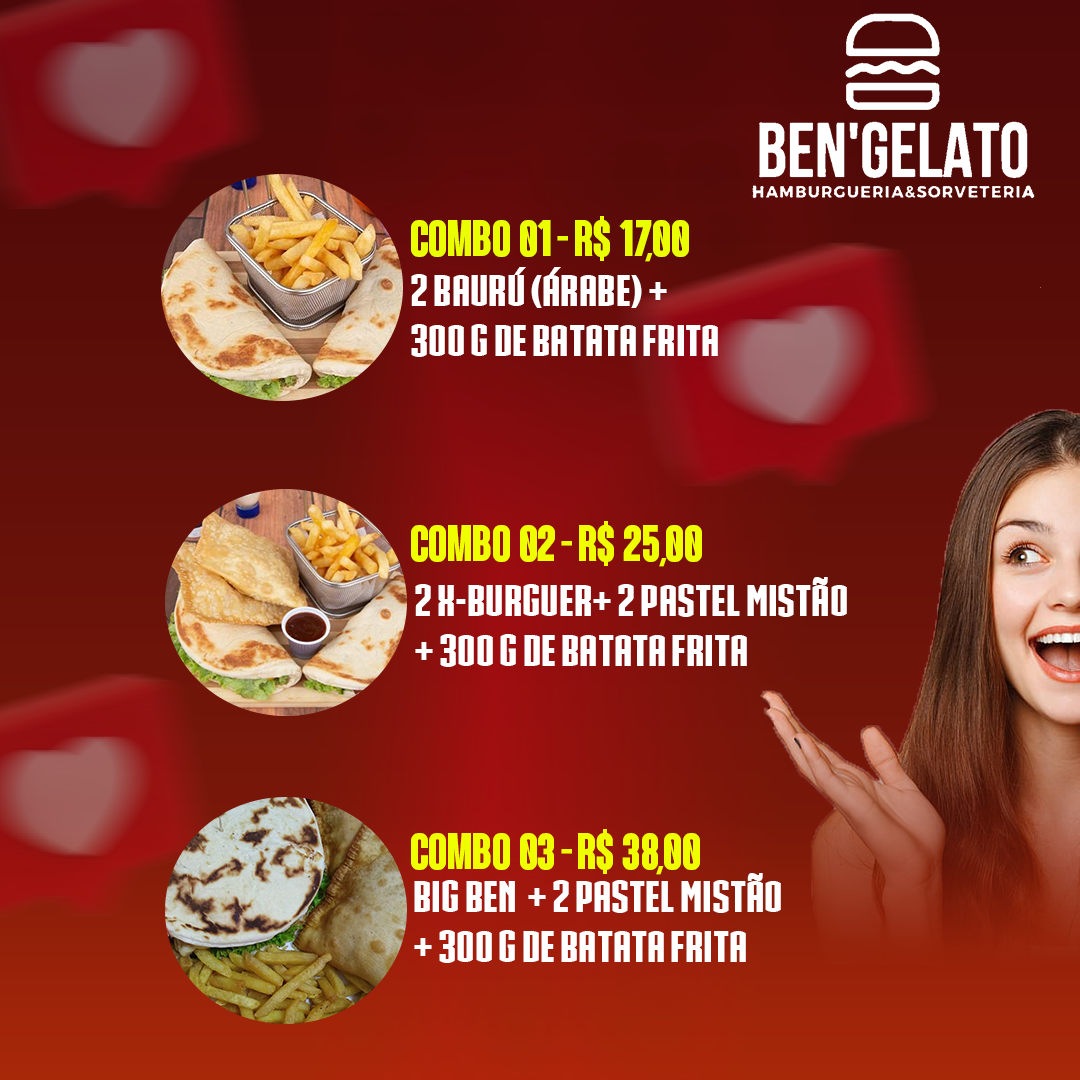 BEN'GELATO
HAMBURGUERIA&SORVETERIA
COMBO 01 - R$ 17,00
2 BAURÚ (ÁRABE) +
300 G DE BATATA FRITA
COMBO 02 - R$ 25,00
2 X-BURGUER+ 2 PASTEL MISTÃO
+ 300 G DE BATATA FRITA
COMBO 03 - R$ 38,00
BIG BEN + 2 PASTEL MISTÃO
+ 300 G DE BATATA FRITA